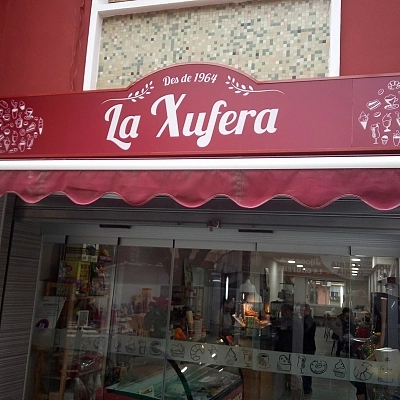 Des de 1964
La Xufera